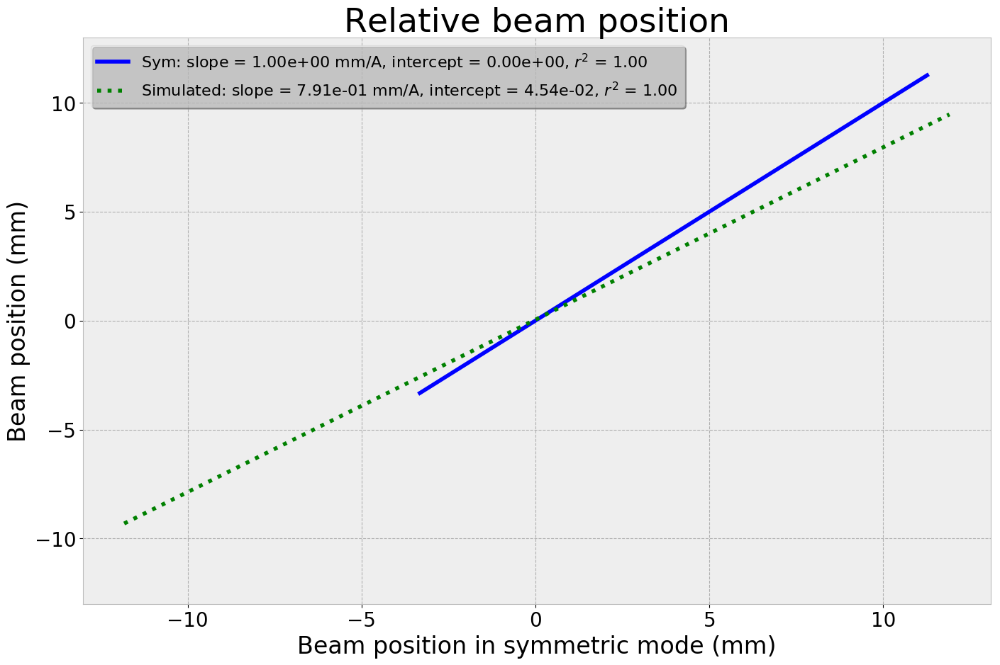 Relative beam position
Sym: slope = 1.00e+00 mm/A, intercept = 0.00e+00, r² = 1.00
Simulated: slope = 7.91e-01 mm/A, intercept = 4.54e-02, r² = 1.00
Beam position (mm)
10
5
0
−5
−10
−10
−5
0
5
10
Beam position in symmetric mode (mm)